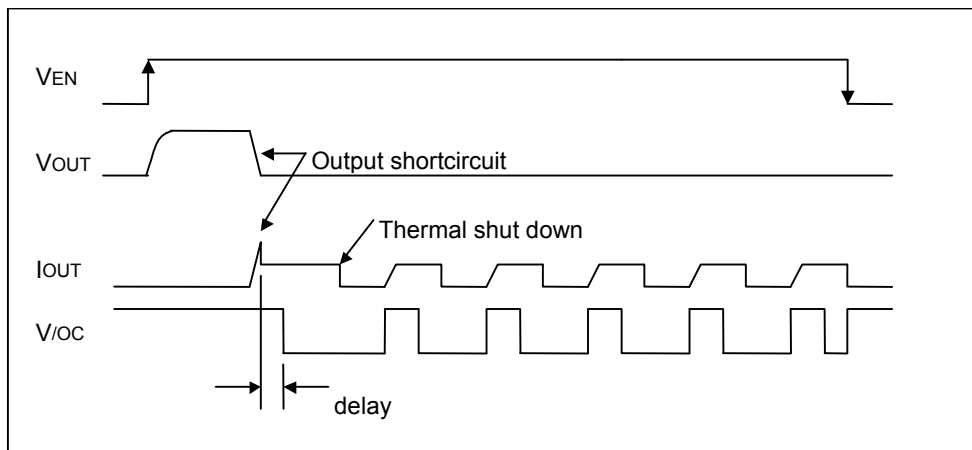 VEN
VOUT
Output shortcircuit
Thermal shut down
IOUT
V/OC
delay